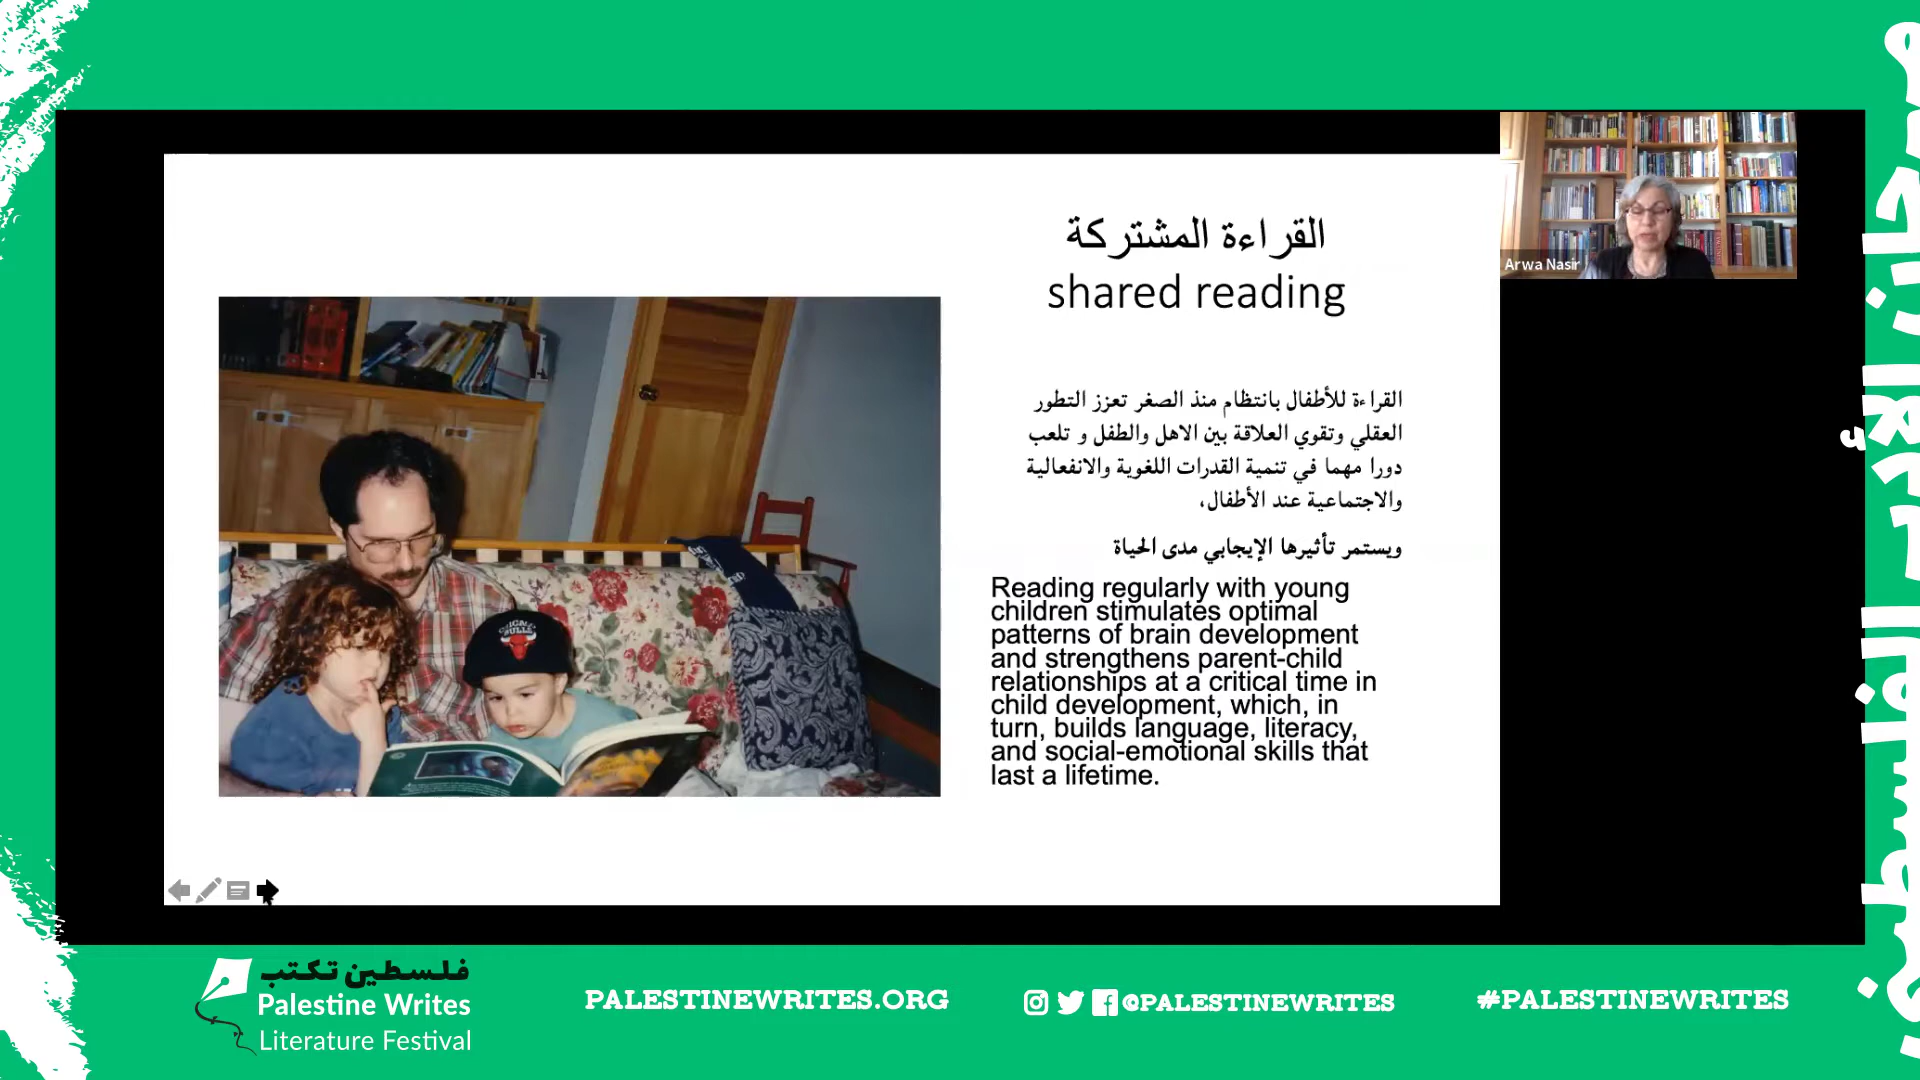 القراءة المشتركة
shared reading
القراءة للأطفال بانتظام منذ الصغر تعزز التطور
العقلي وتقوي العلاقة بين الاهل والطفل و تلعب
دورا مهما في تنمية القدرات اللغوية والانفعالية
والاجتماعية عند الأطفال،
ويستمر تأثيرها الإيجابي مدى الحياة
Reading regularly with young
children stimulates optimal
patterns of brain development
and strengthens parent-child
relationships at a critical time in
child development, which, in
turn, builds language, literacy,
and social-emotional skills that
last a lifetime.
CHICAGO
BULLS
Arwa Nasir
فلسطين تكتب
Palestine Writes
Literature Festival
PALESTINEWRITES.ORG
@PALESTINEWRITES
#PALESTINEWRITES